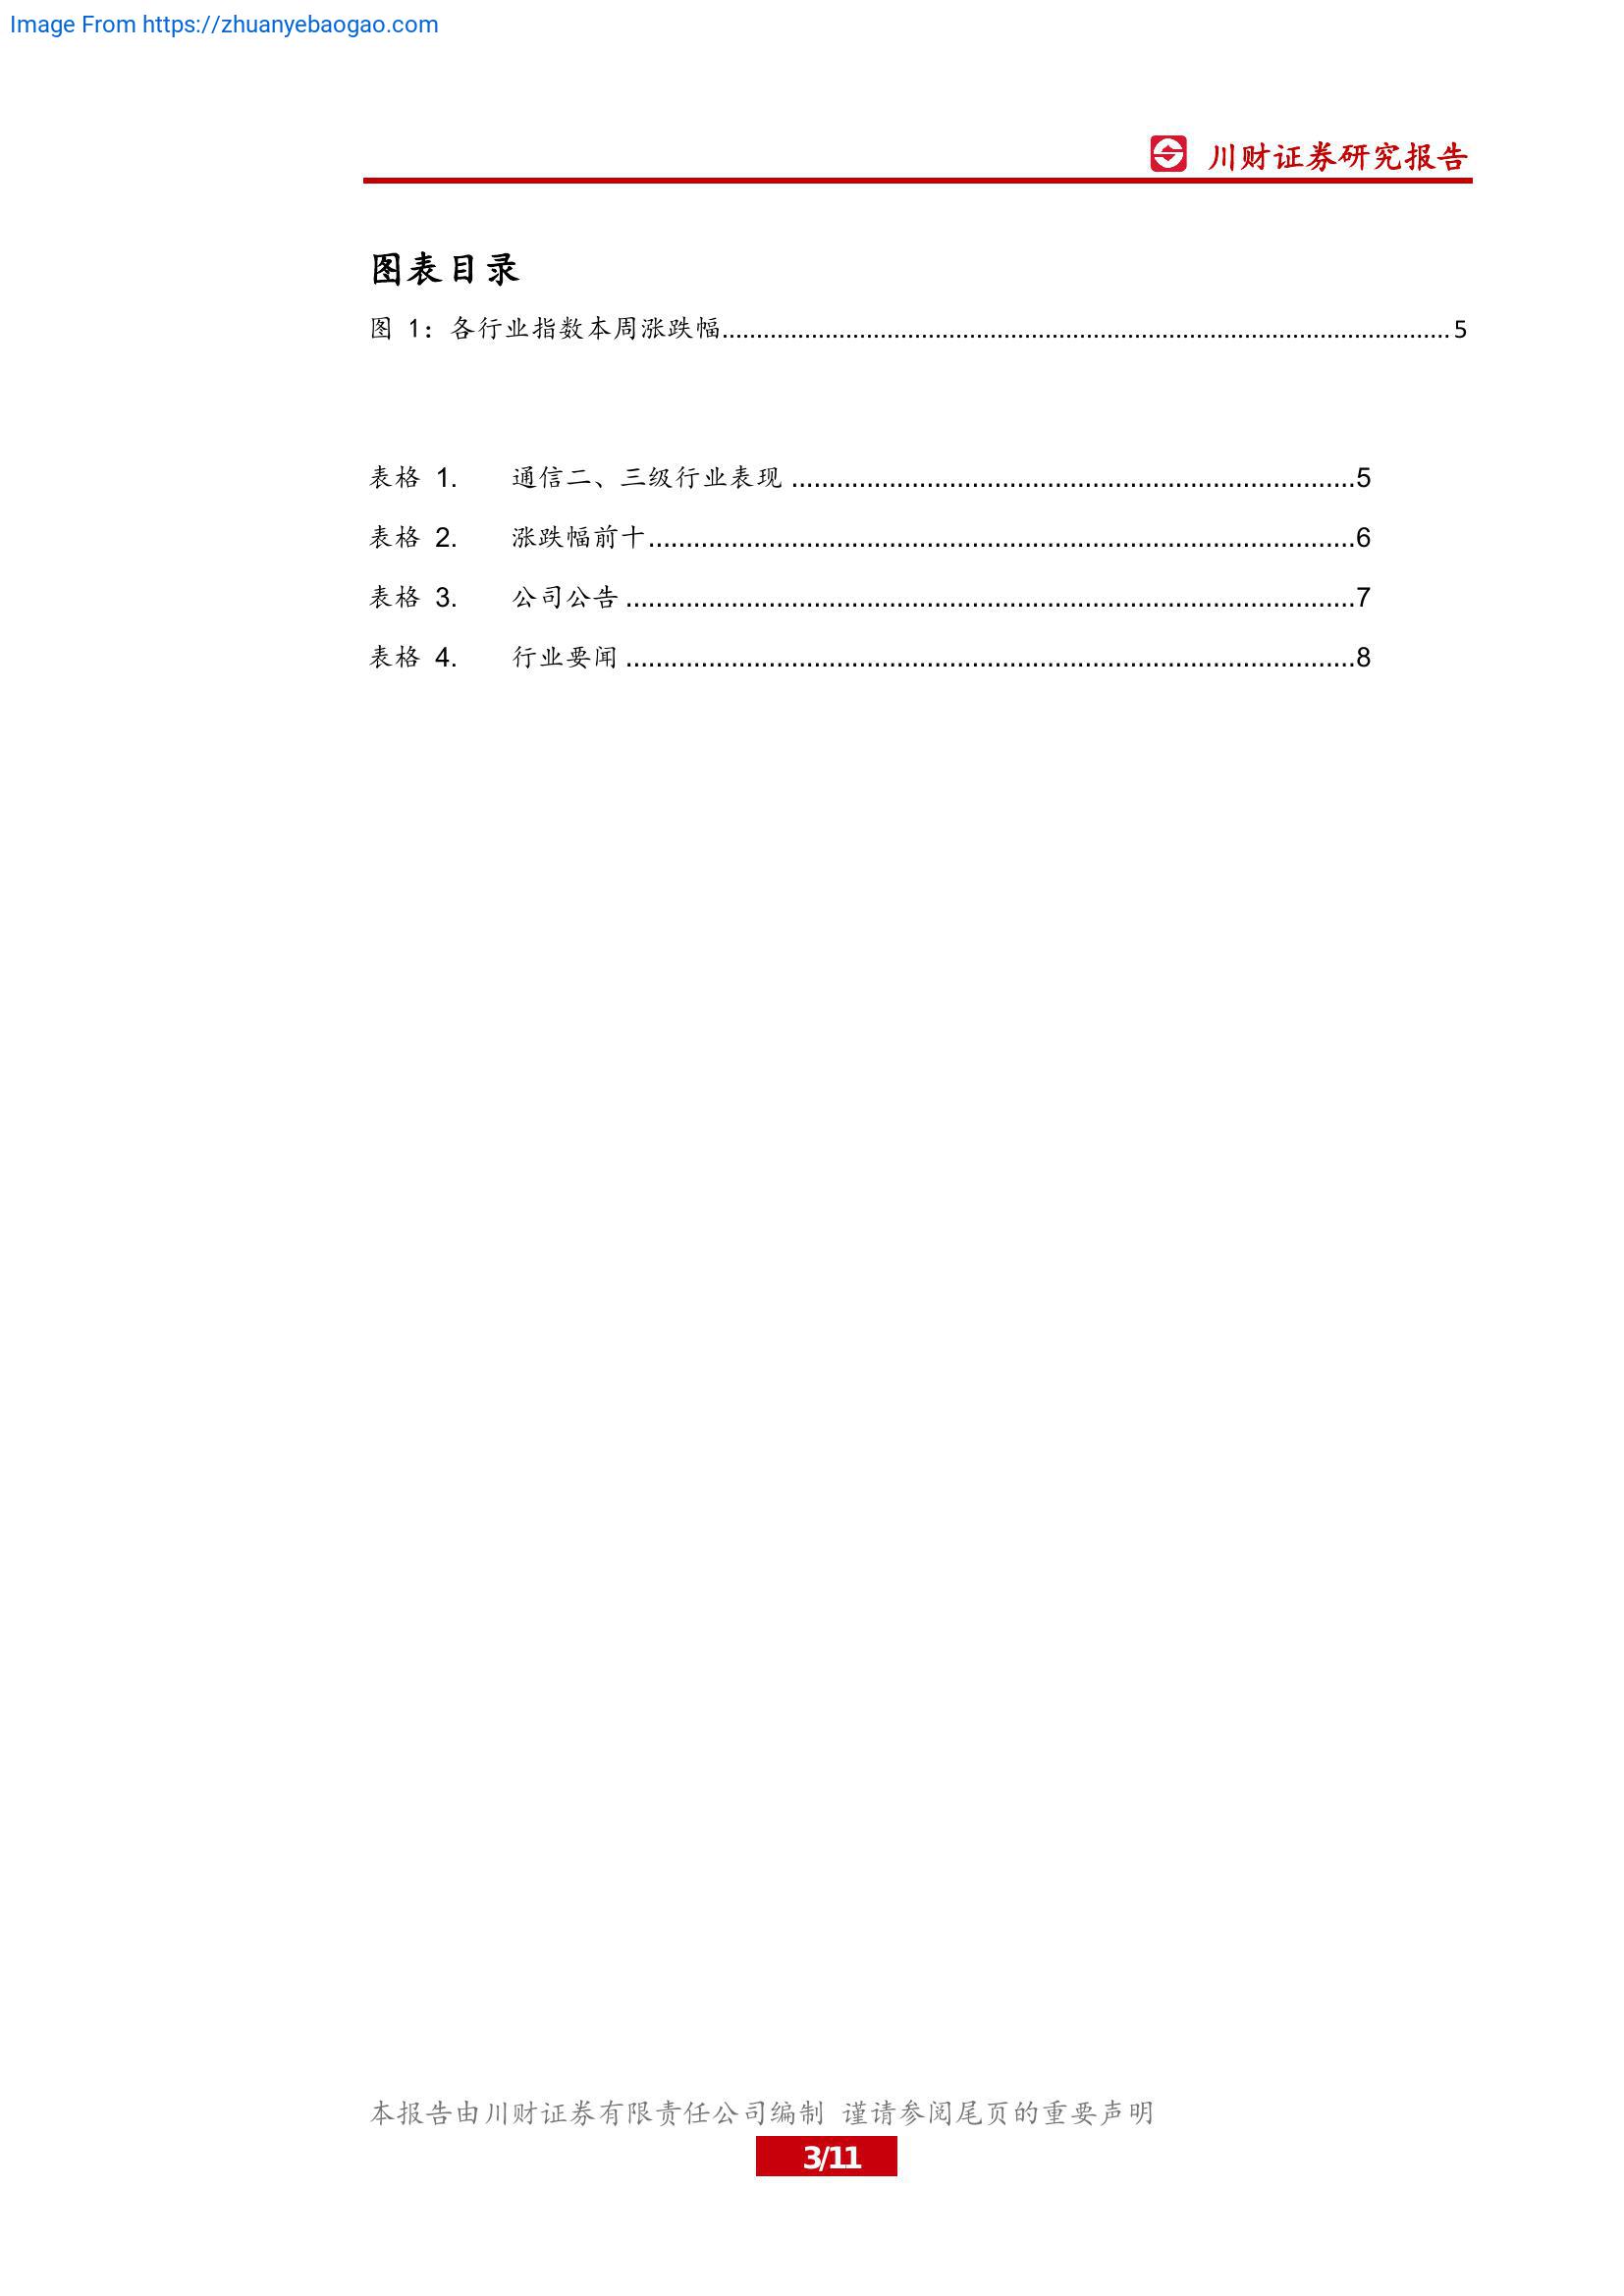 Image From https://zhuanyebaogao.com
川财证券研究报告
图表目录
图 1：各行业指数本周涨跌幅........................................................................................................... 5
表格 1. 通信二、三级行业表现 ...........................................................................5
表格 2. 涨跌幅前十..............................................................................................6
表格 3. 公司公告 .................................................................................................7
表格 4. 行业要闻 .................................................................................................8
本报告由川财证券有限责任公司编制 谨请参阅尾页的重要声明
3/11